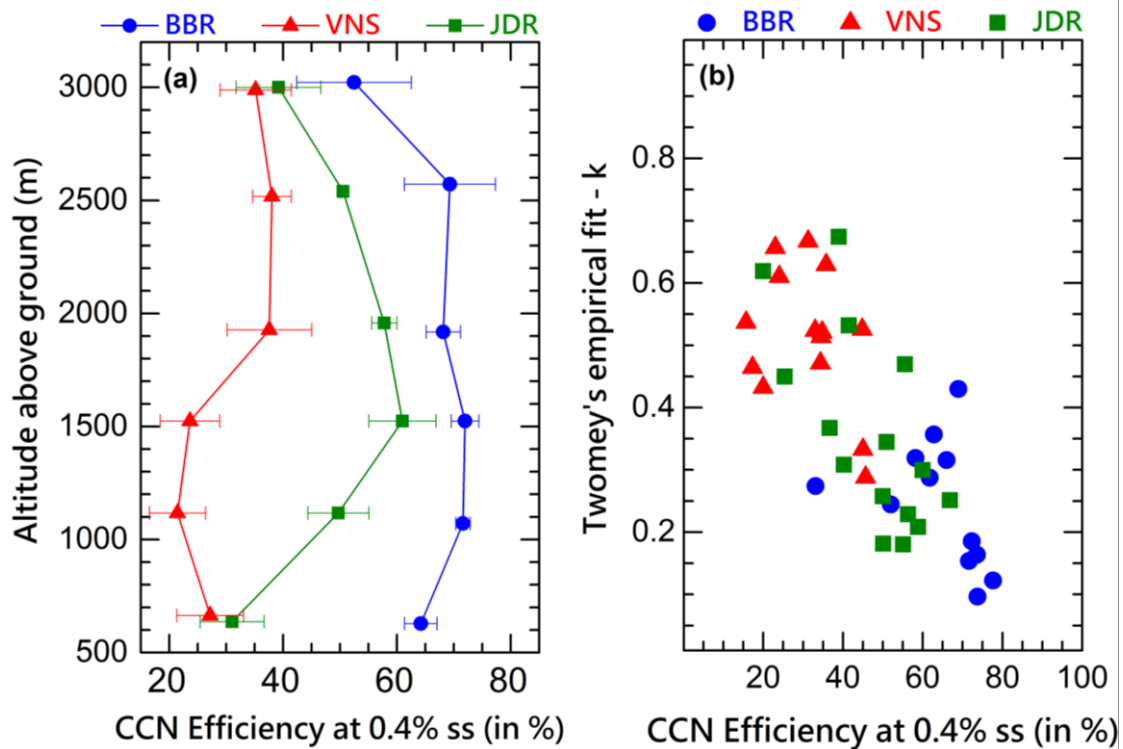 BBR VNS JDR
(a)
3000
2500
2000
1500
1000
500
Altitude above ground (m)
20 40 60 80
CCN Efficiency at 0.4% ss (in %)
BBR VNS JDR
(b)
0.8
0.6
0.4
0.2
Twomey's empirical fit - k
20 40 60 80 100
CCN Efficiency at 0.4% ss (in %)